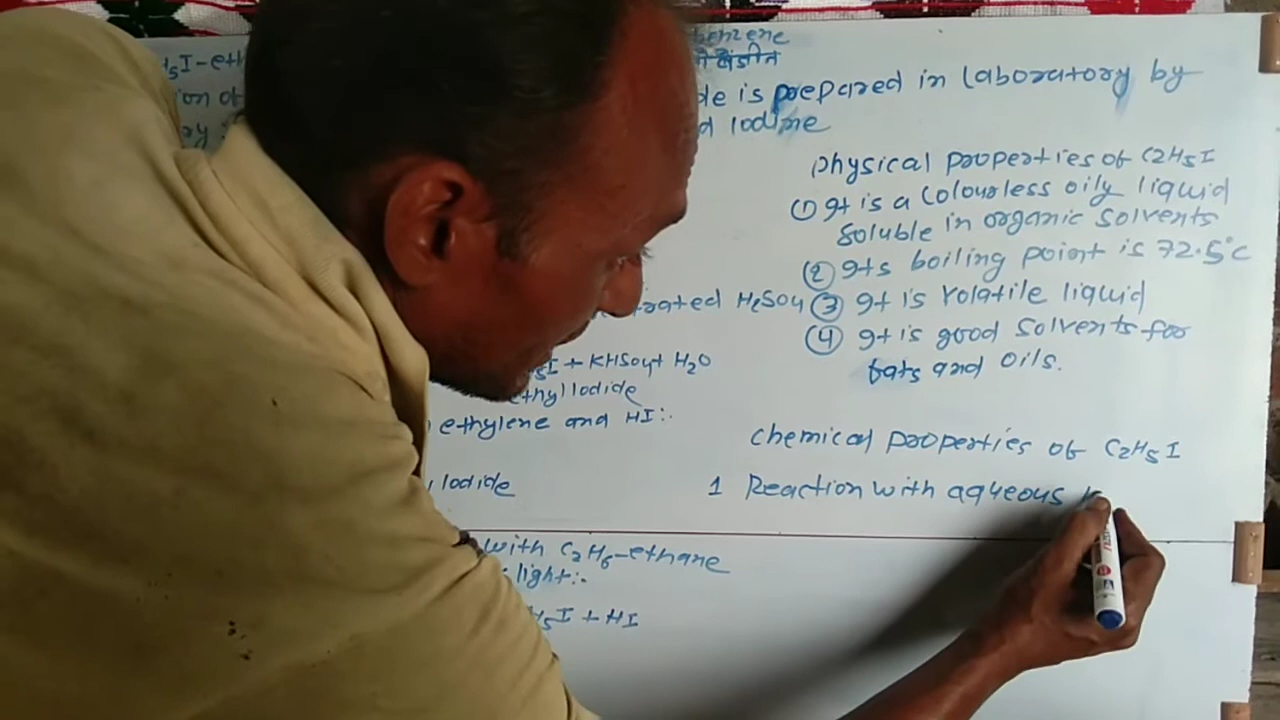 benzene
H5I-eth
de is prepared in laboratory by
ion of
d Iodine
Physical properties of C2H5I
① It is a Colourless oily liquid
Soluble in organic solvents
② Its boiling point is 72.5°C
③ It is volatile liquid
④ It is good Solvents for
fats and oils.
rated H2SO4
5I + KHSO4 + H2O
ethyl Iodide
ethylene and HI:-
Iodide
Chemical properties of C2H5I
1 Reaction with aqueous K
with C2H6-ethane
light:-
H5I + HI